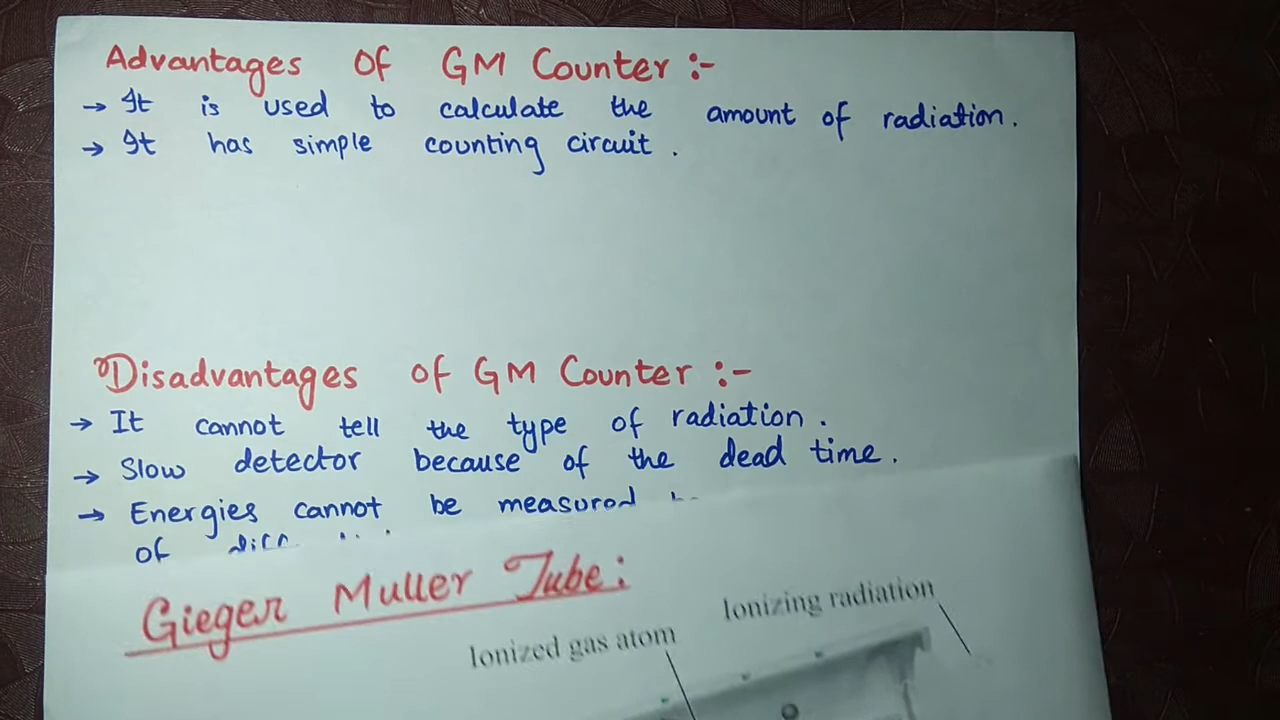 Advantages Of GM Counter :-
→ It is used to calculate the amount of radiation.
→ It has simple counting circuit.
Disadvantages of GM Counter :-
→ It cannot tell the type of radiation.
→ Slow detector because of the dead time.
→ Energies cannot be measured
of
Gieger Muller Tube:
Ionizing radiation
Ionized gas atom